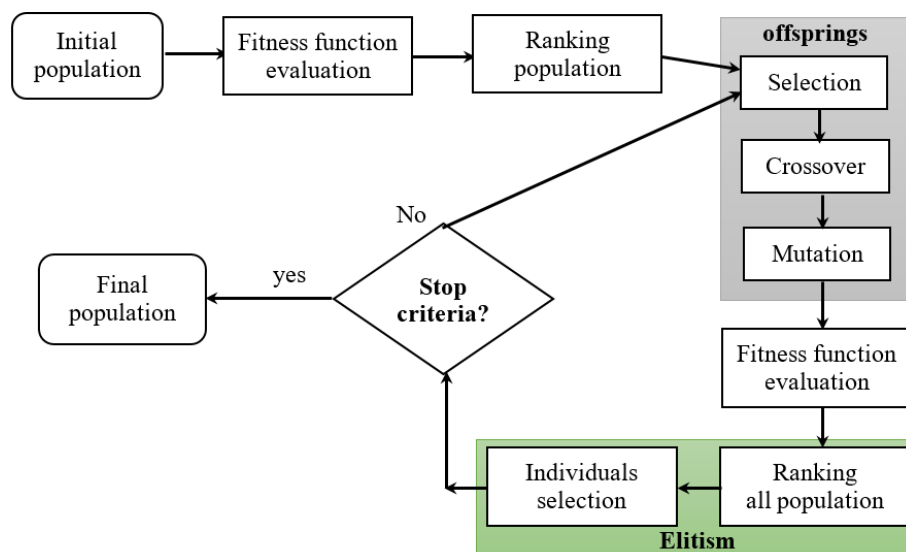 Initial
population
Fitness function
evaluation
Ranking
population
offsprings
Selection
Crossover
Mutation
Fitness function
evaluation
Ranking
all population
Elitism
Individuals
selection
Stop
criteria?
No
yes
Final
population